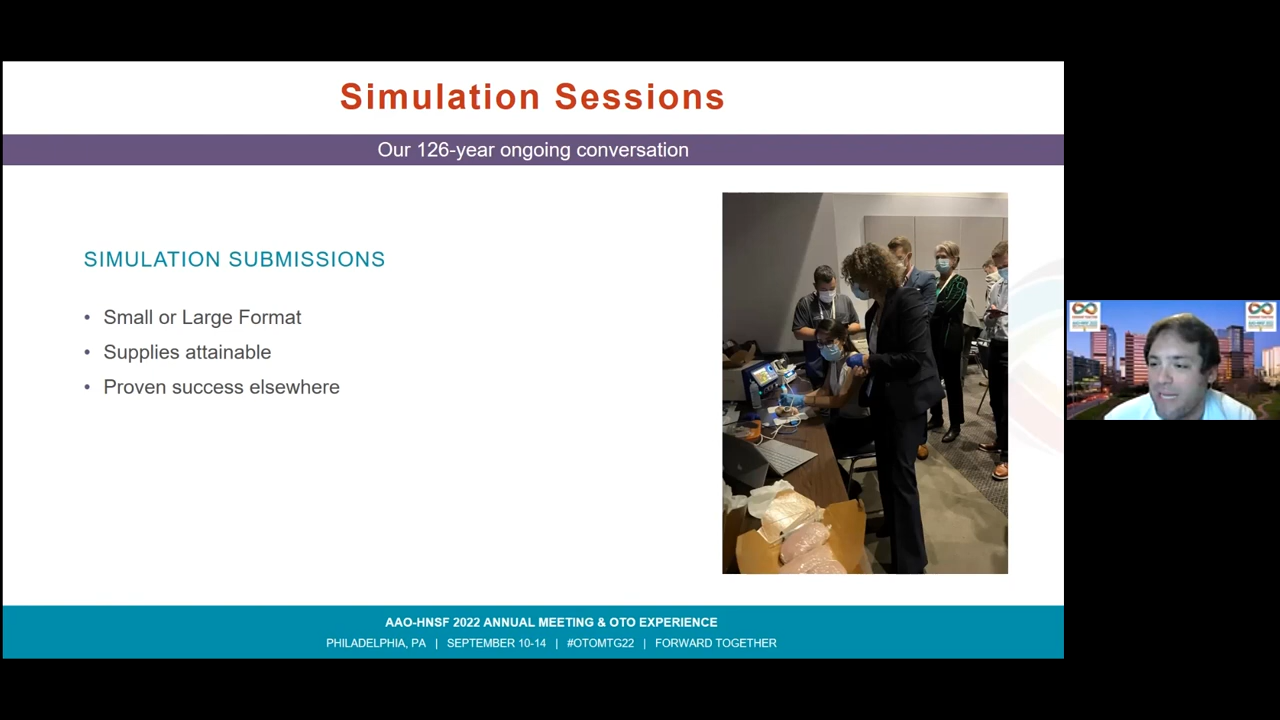 Simulation Sessions
Our 126-year ongoing conversation
SIMULATION SUBMISSIONS
• Small or Large Format
• Supplies attainable
• Proven success elsewhere
AAO-HNSF 2022 ANNUAL MEETING & OTO EXPERIENCE
PHILADELPHIA, PA | SEPTEMBER 10-14 | #OTOMTG22 | FORWARD TOGETHER